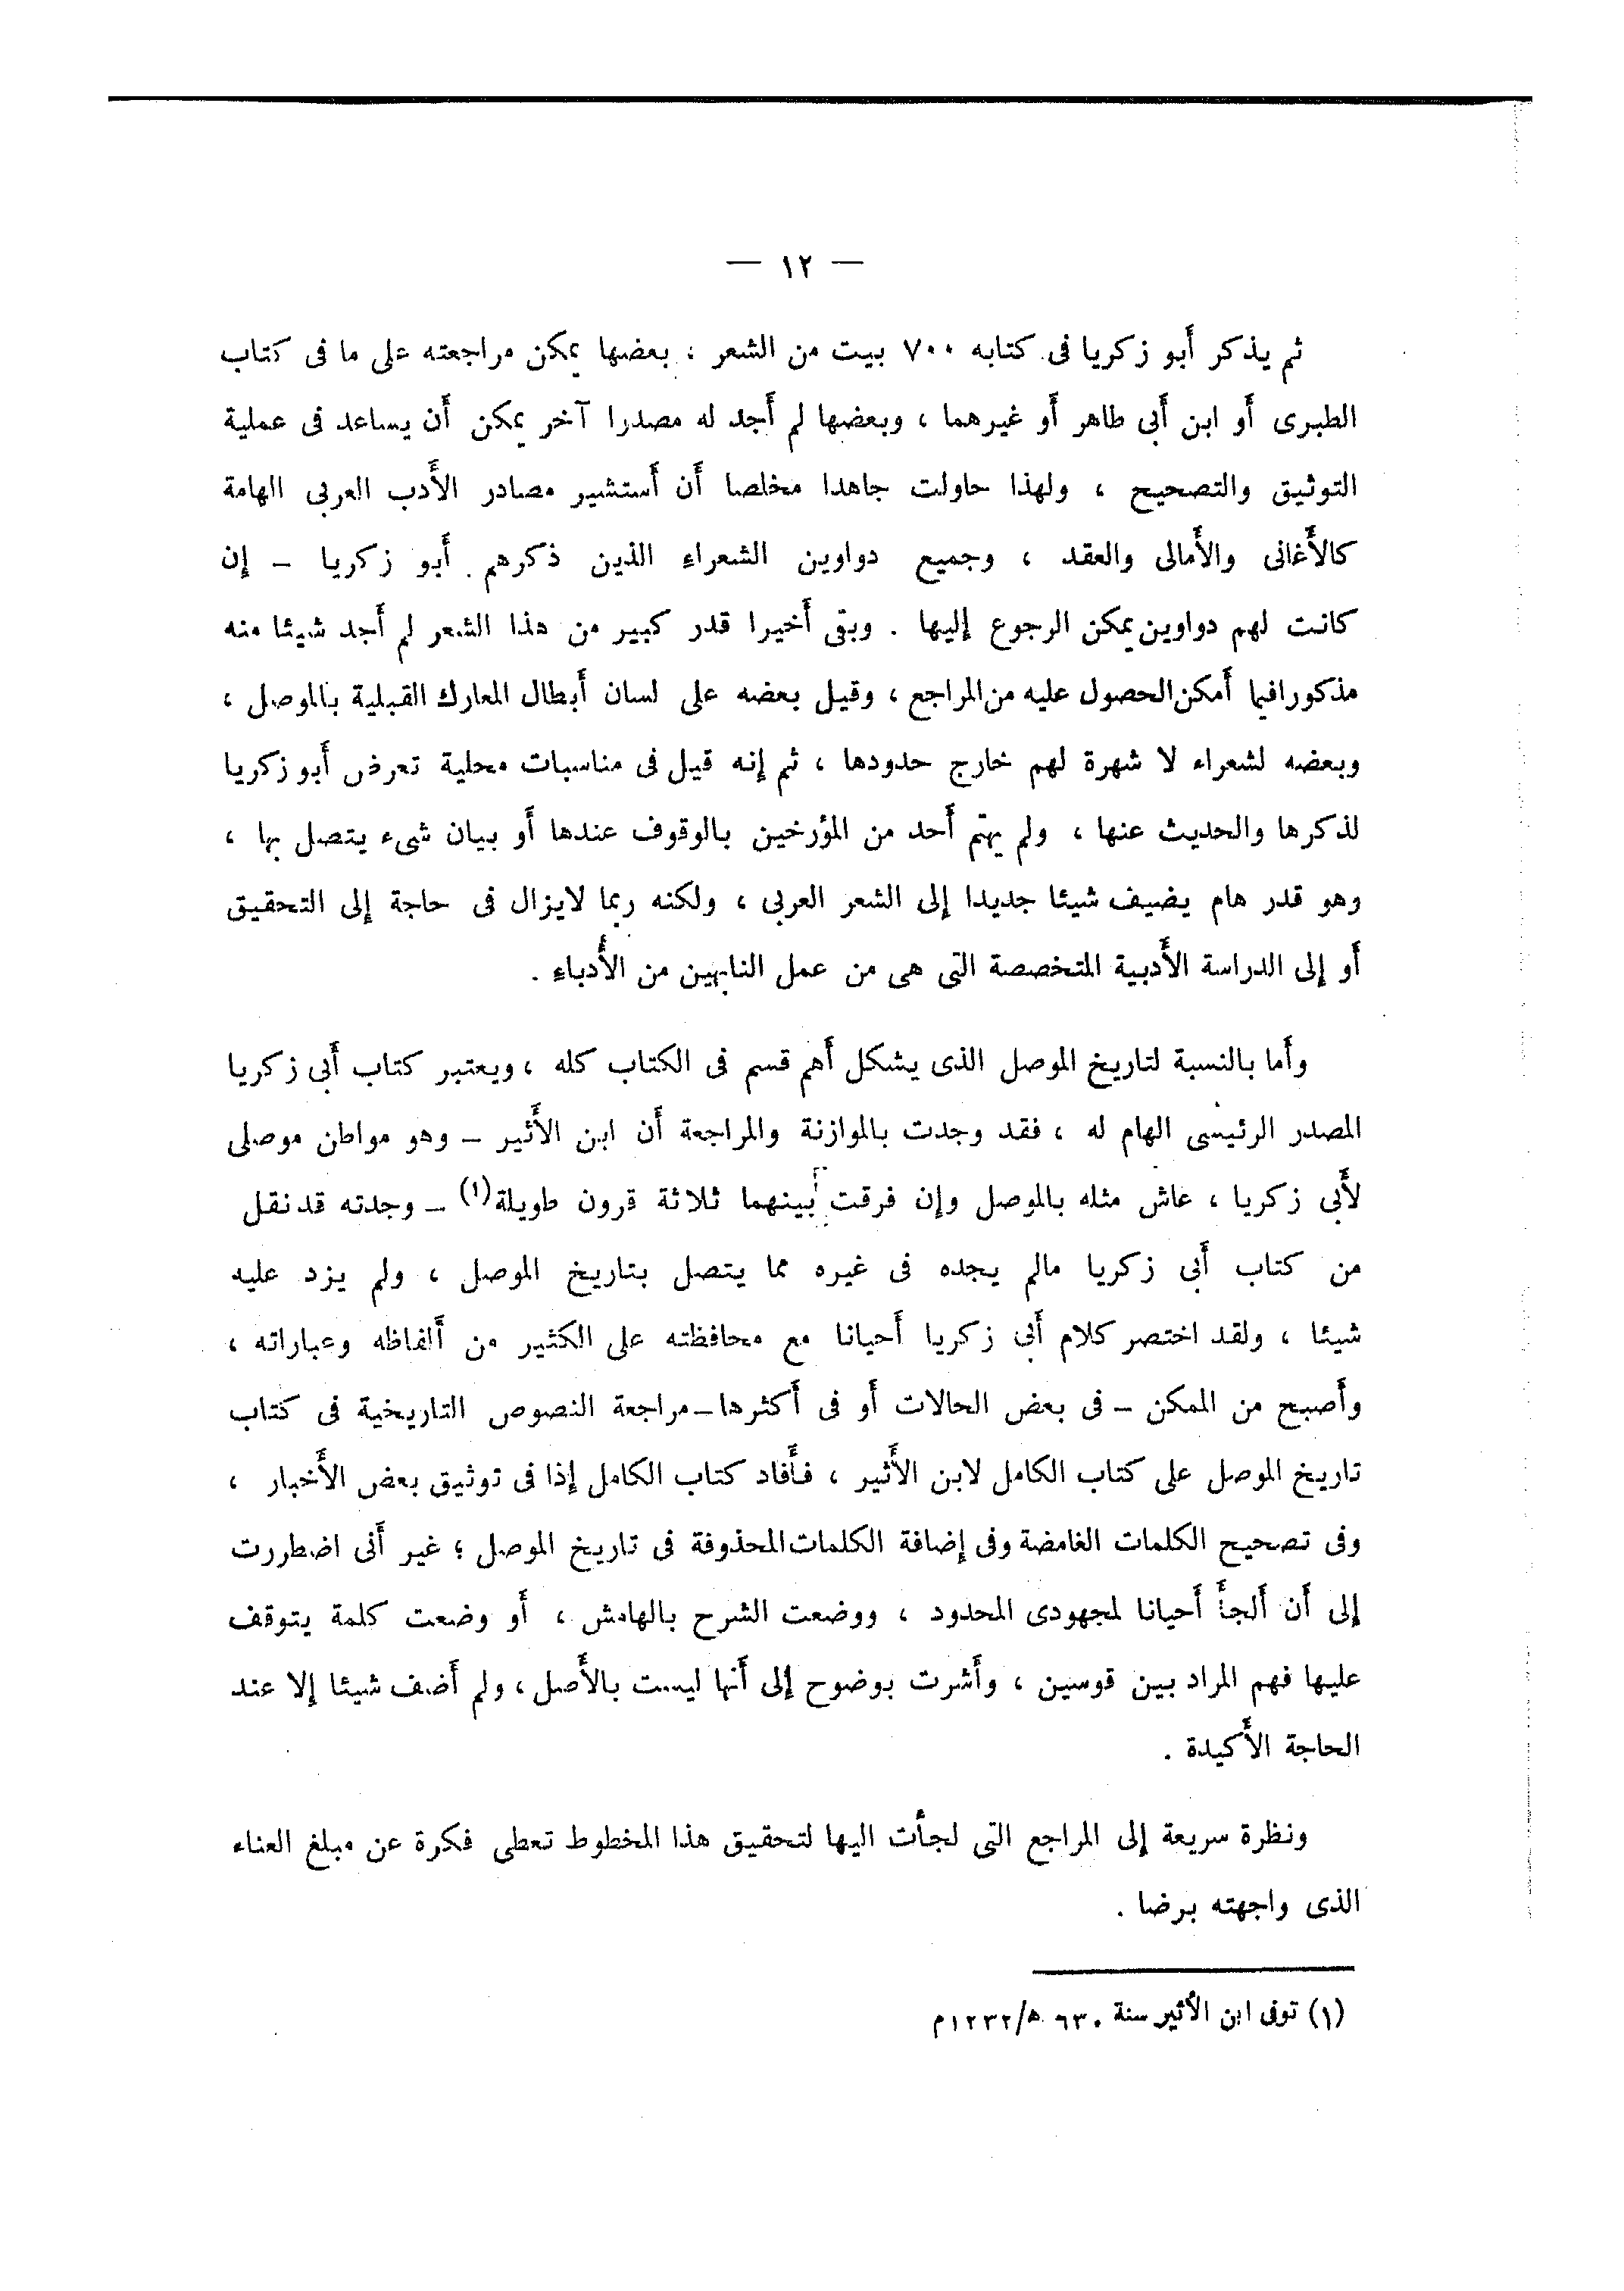 — ١٢ —
ثم يذكر أبو زكريا فى كتابه ٧٠٠ بيت من الشعر ، بعضها يمكن مراجعته على ما فى كتاب
الطبرى أو ابن أبى طاهر أو غيرهما ، وبعضها لم أجد له مصدرا آخر يمكن أن يساعد فى عملية
التوثيق والتصحيح ، ولهذا حاولت جاهدا مخلصا أن أستشير مصادر الأدب العربى الهامة
كالأغانى والأمالى والعقد ، وجميع دواوين الشعراء الذين ذكرهم أبو زكريا – إن
كانت لهم دواوين يمكن الرجوع إليها . وبقى أخيرا قدر كبير من هذا الشعر لم أجد شيئا منه
مذكورا فيما أمكن الحصول عليه من المراجع ، وقيل بعضه على لسان أبطال المعارك القبلية بالموصل ،
وبعضه لشعراء لا شهرة لهم خارج حدودها ، ثم إنه قيل فى مناسبات محلية تعرض أبو زكريا
لذكرها والحديث عنها ، ولم يهتم أحد من المؤرخين بالوقوف عندها أو بيان شىء يتصل بها ،
وهو قدر هام يضيف شيئا جديدا إلى الشعر العربى ، ولكنه ربما لايزال فى حاجة إلى التحقيق
أو إلى الدراسة الأدبية المتخصصة التى هى من عمل النابهين من الأدباء .
وأما بالنسبة لتاريخ الموصل الذى يشكل أهم قسم فى الكتاب كله ، ويعتبر كتاب أبى زكريا
المصدر الرئيسى الهام له ، فقد وجدت بالموازنة والمراجعة أن ابن الأثير – وهو مواطن موصلى
لأبى زكريا ، عاش مثله بالموصل وإن فرقت بينهما ثلاثة قرون طويلة(١) – وجدته قد نقل
من كتاب أبى زكريا مالم يجده فى غيره مما يتصل بتاريخ الموصل ، ولم يزد عليه
شيئا ، ولقد اختصر كلام أبى زكريا أحيانا مع محافظته على الكثير من ألفاظه وعباراته ،
وأصبح من الممكن – فى بعض الحالات أو فى أكثرها – مراجعة النصوص التاريخية فى كتاب
تاريخ الموصل على كتاب الكامل لابن الأثير ، فأفاد كتاب الكامل إذا فى توثيق بعض الأخبار ،
وفى تصحيح الكلمات الغامضة وفى إضافة الكلمات المحذوفة فى تاريخ الموصل ؛ غير أنى اضطررت
إلى أن ألجأ أحيانا لمجهودى المحدود ، ووضعت الشرح بالهامش ، أو وضعت كلمة يتوقف
عليها فهم المراد بين قوسين ، وأشرت بوضوح إلى أنها ليست بالأصل ، ولم أضف شيئا إلا عند
الحاجة الأكيدة .
ونظرة سريعة إلى المراجع التى لجأت اليها لتحقيق هذا المخطوط تعطى فكرة عن مبلغ العناء
الذى واجهته برضا .
(١) توفى ابن الأثير سنة ٦٣٠ ه/١٢٣٢م